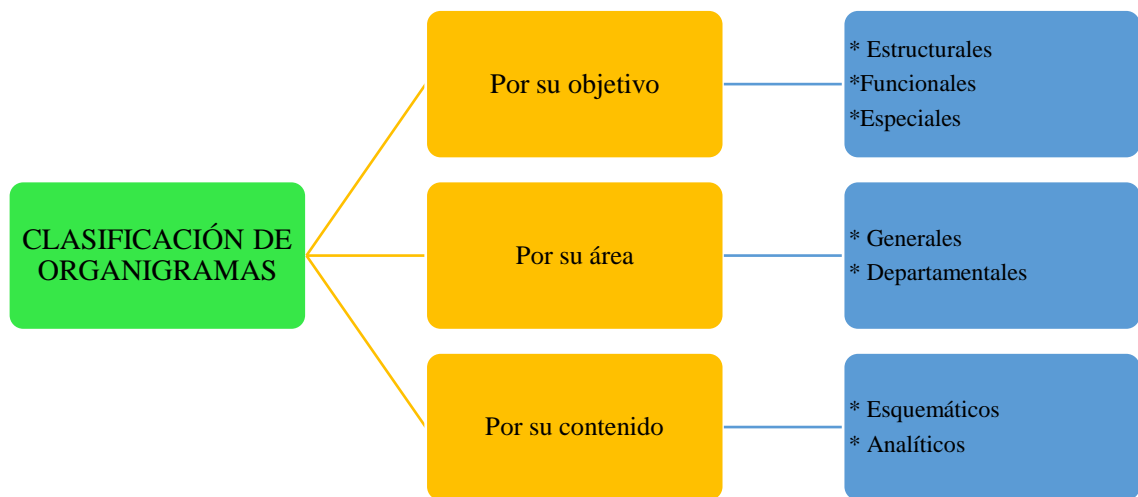 CLASIFICACIÓN DE
ORGANIGRAMAS
Por su objetivo
* Estructurales
*Funcionales
*Especiales
Por su área
* Generales
* Departamentales
Por su contenido
* Esquemáticos
* Analíticos